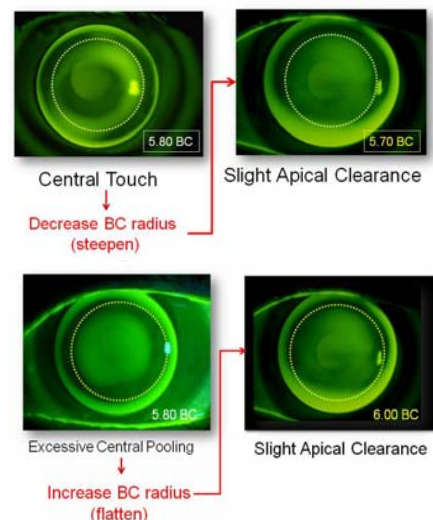 5.80 BC
5.70 BC
Central Touch
Slight Apical Clearance
Decrease BC radius
(steepen)
5.80 BC
6.00 BC
Excessive Central Pooling
Slight Apical Clearance
Increase BC radius
(flatten)